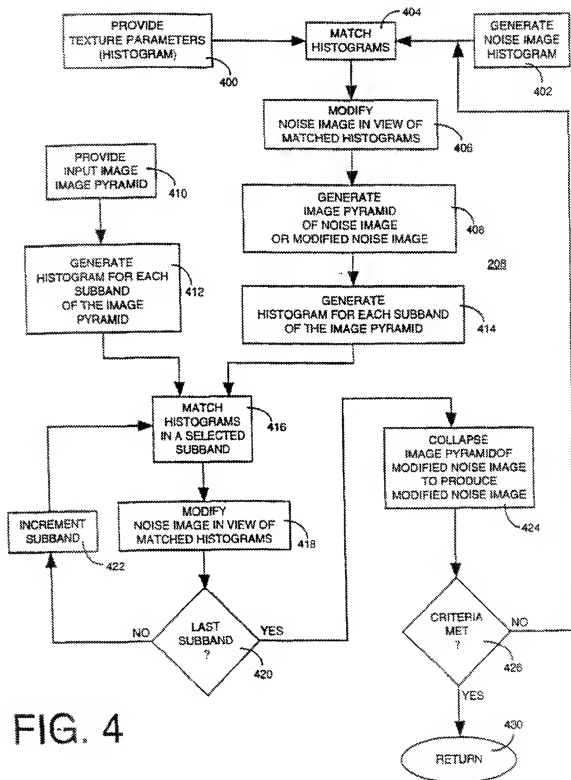 PROVIDE
TEXTURE PARAMETERS
(HISTOGRAM)
400
MATCH
HISTOGRAMS
404
GENERATE
NOISE IMAGE
HISTOGRAM
402
MODIFY
NOISE IMAGE IN VIEW OF
MATCHED HISTOGRAMS
406
PROVIDE
INPUT IMAGE
IMAGE PYRAMID
410
GENERATE
IMAGE PYRAMID
OF NOISE IMAGE
OR MODIFIED NOISE IMAGE
408
208
GENERATE
HISTOGRAM FOR EACH
SUBBAND
OF THE IMAGE
PYRAMID
412
GENERATE
HISTOGRAM FOR EACH SUBBAND
OF THE IMAGE PYRAMID
414
MATCH
HISTOGRAMS
IN A SELECTED
SUBBAND
416
COLLAPSE
IMAGE PYRAMIDOF
MODIFIED NOISE IMAGE
TO PRODUCE
MODIFIED NOISE IMAGE
424
INCREMENT
SUBBAND
422
MODIFY
NOISE IMAGE IN VIEW OF
MATCHED HISTOGRAMS
418
NO
LAST
SUBBAND
?
YES
420
CRITERIA
MET
?
NO
426
YES
RETURN
430
FIG. 4